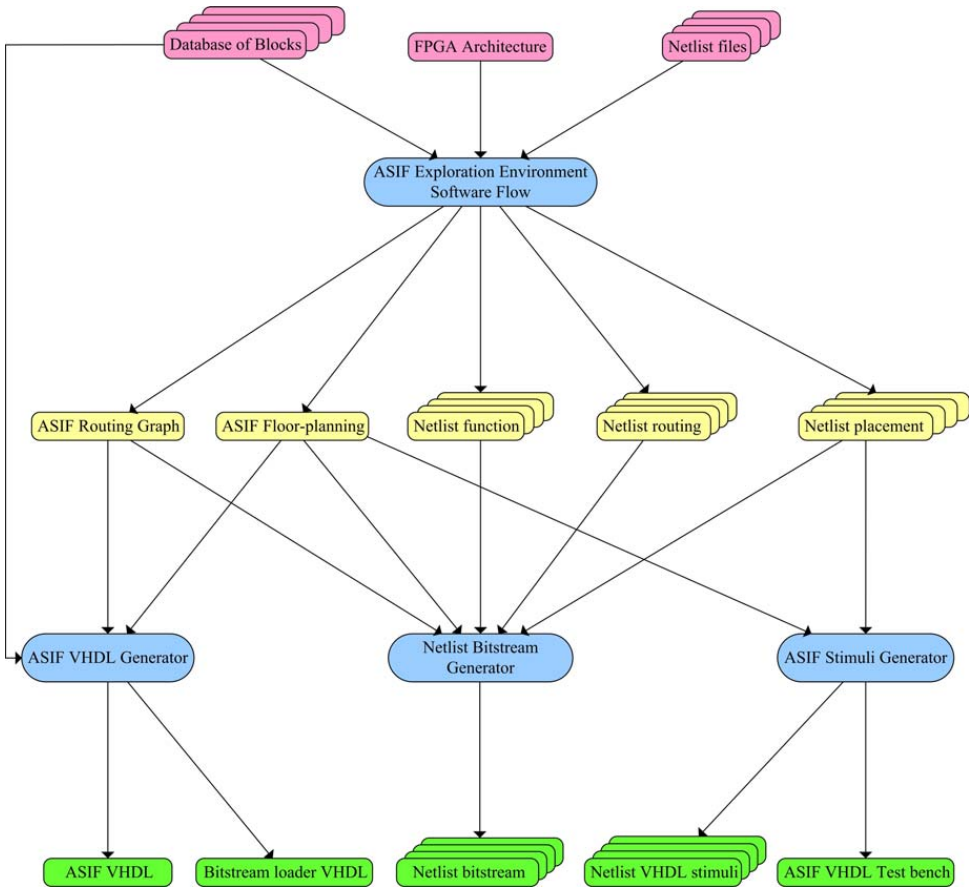 Database of Blocks
FPGA Architecture
Netlist files
ASIF Exploration Environment
Software Flow
ASIF Routing Graph
ASIF Floor-planning
Netlist function
Netlist routing
Netlist placement
ASIF VHDL Generator
Netlist Bitstream
Generator
ASIF Stimuli Generator
ASIF VHDL
Bitstream loader VHDL
Netlist bitstream
Netlist VHDL stimuli
ASIF VHDL Test bench